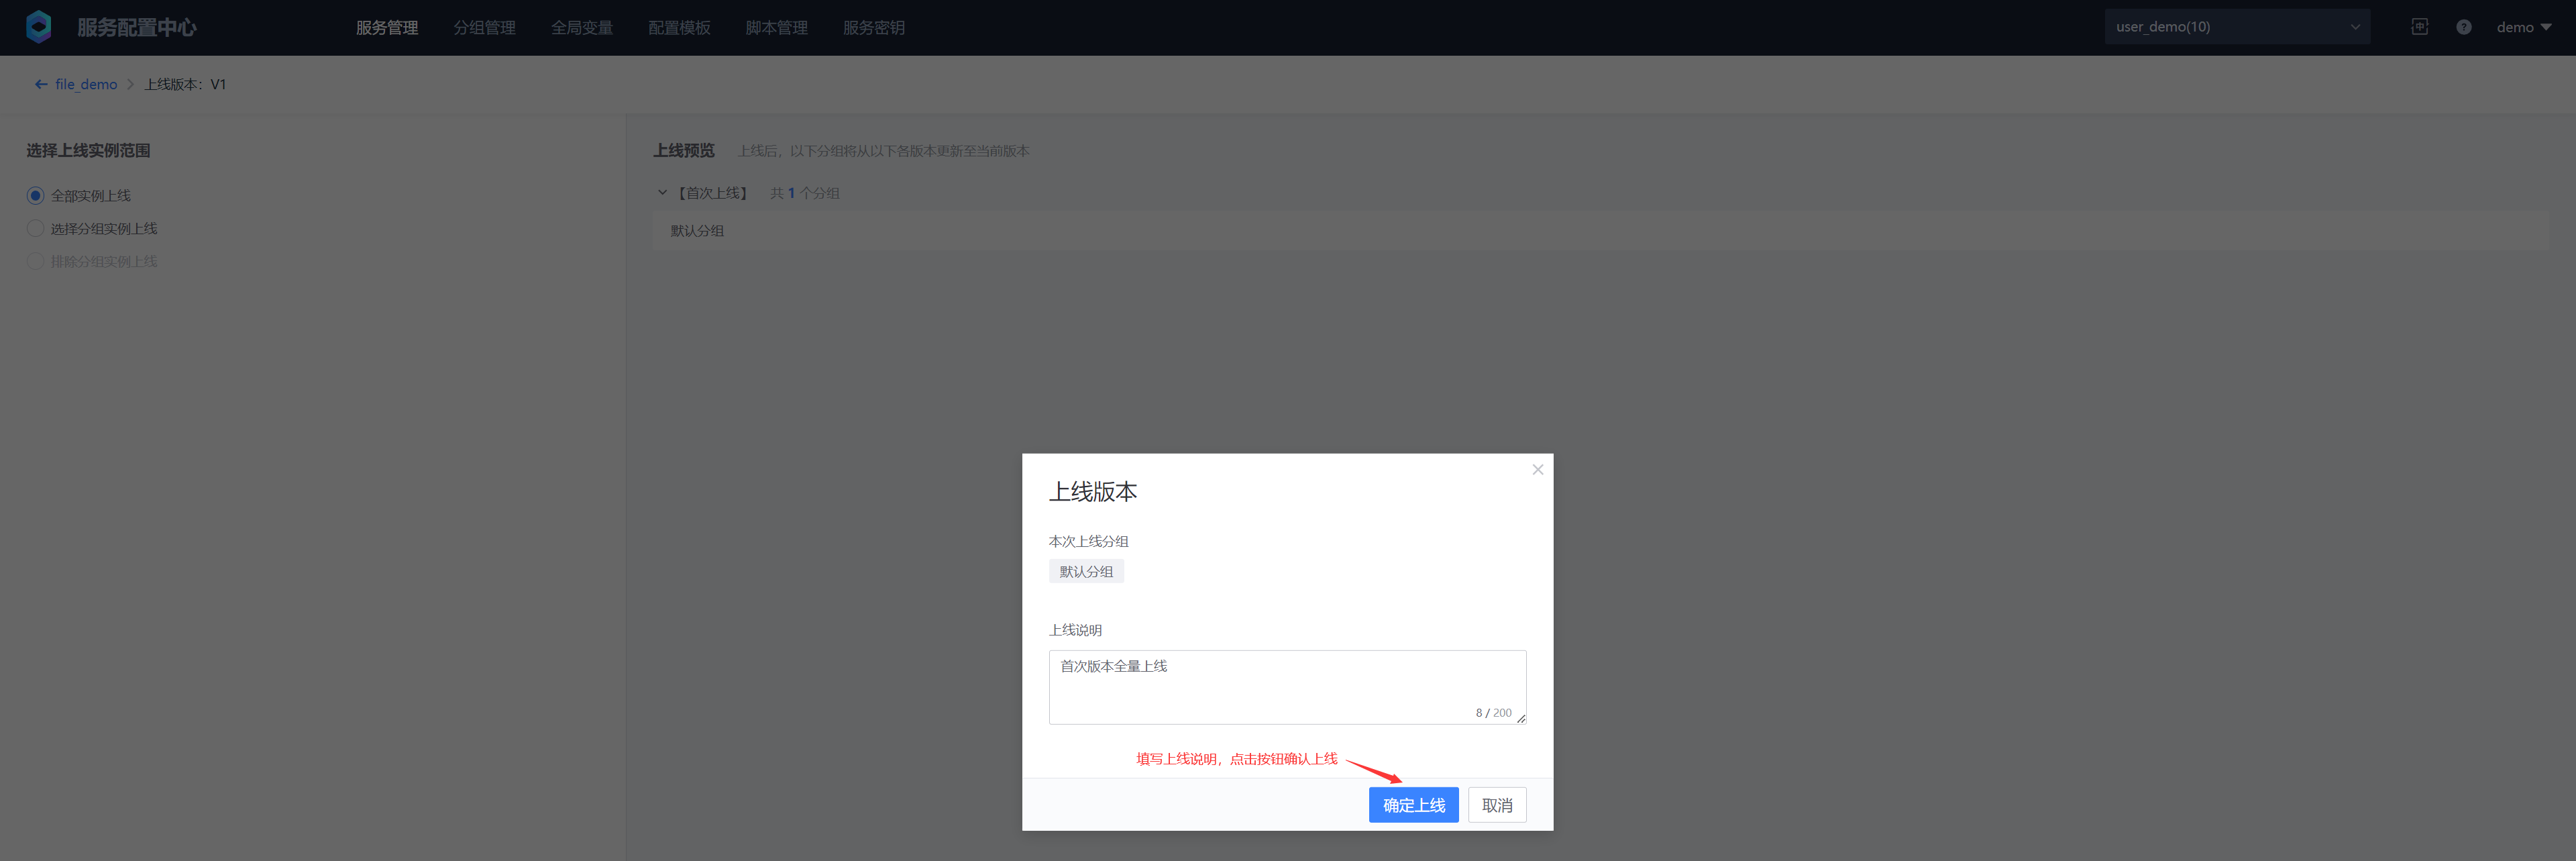 服务配置中心
服务管理 分组管理 全局变量 配置模板 脚本管理 服务密钥
user_demo(10)
中
?
demo
file_demo
上线版本：V1
选择上线实例范围
全部实例上线
选择分组实例上线
排除分组实例上线
上线预览 上线后，以下分组将从以下各版本更新至当前版本
【首次上线】 共 1 个分组
默认分组
上线版本
本次上线分组
默认分组
上线说明
首次版本全量上线
8 / 200
填写上线说明，点击按钮确认上线
确定上线 取消